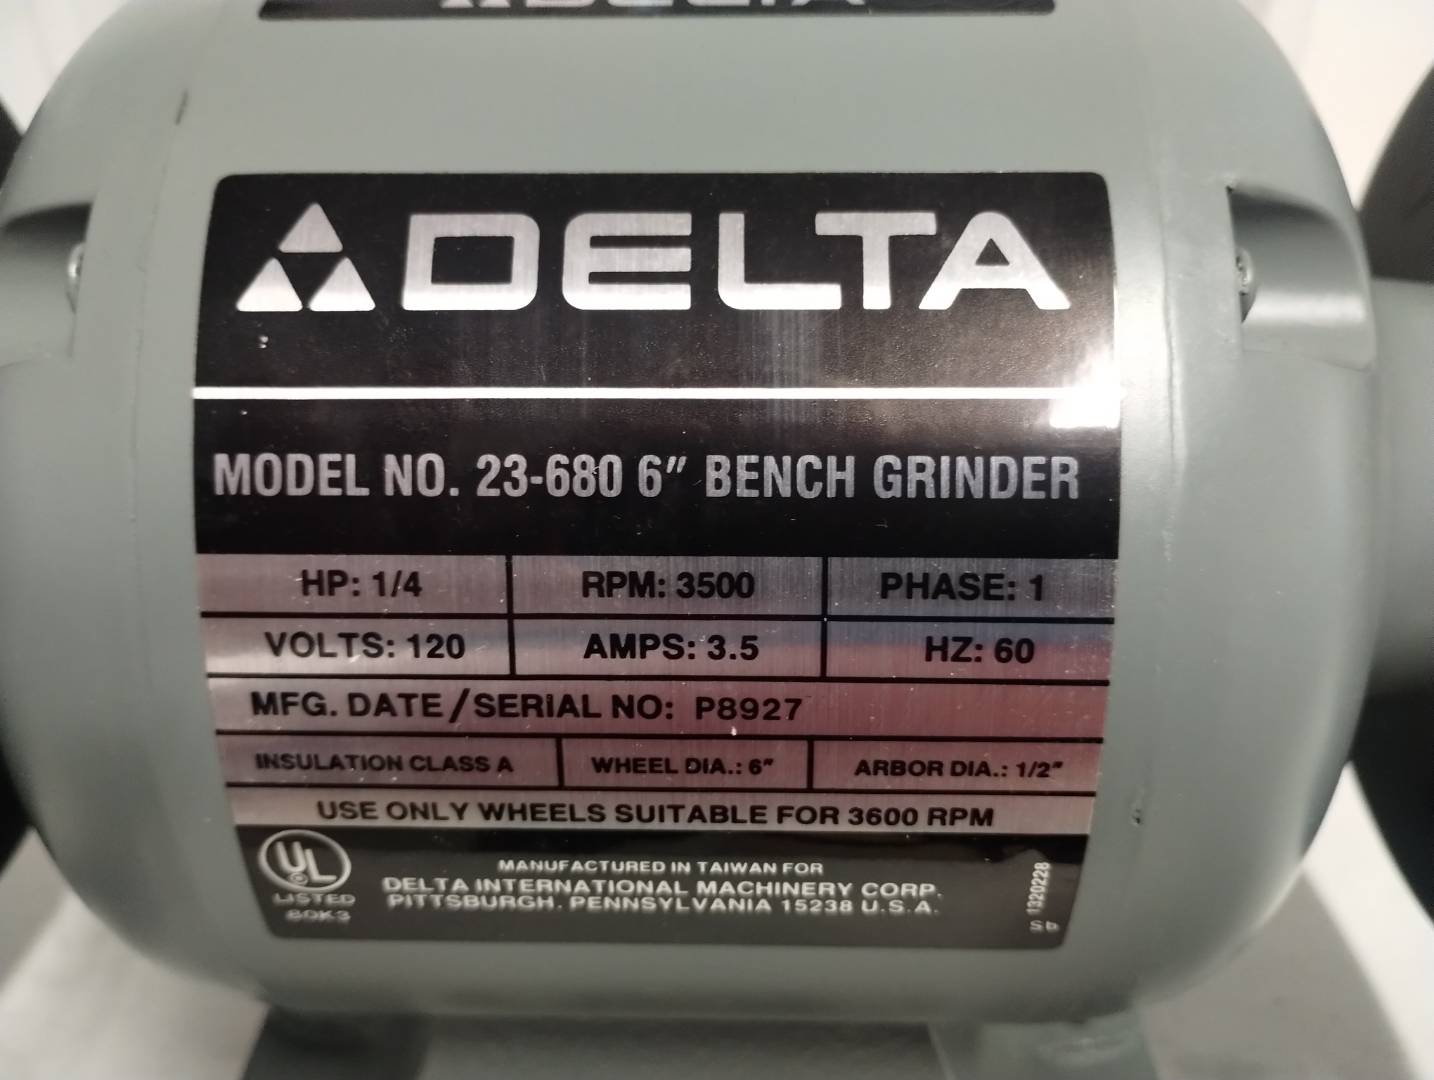 DELTA
DELTA
MODEL NO. 23-680 6" BENCH GRINDER
HP: 1/4 RPM: 3500 PHASE: 1
VOLTS: 120 AMPS: 3.5 HZ: 60
MFG. DATE/SERIAL NO: P8927
INSULATION CLASS A WHEEL DIA.: 6" ARBOR DIA.: 1/2"
USE ONLY WHEELS SUITABLE FOR 3600 RPM
UL
LISTED
80K3
MANUFACTURED IN TAIWAN FOR
DELTA INTERNATIONAL MACHINERY CORP.
PITTSBURGH, PENNSYLVANIA 15238 U.S.A.
1320228